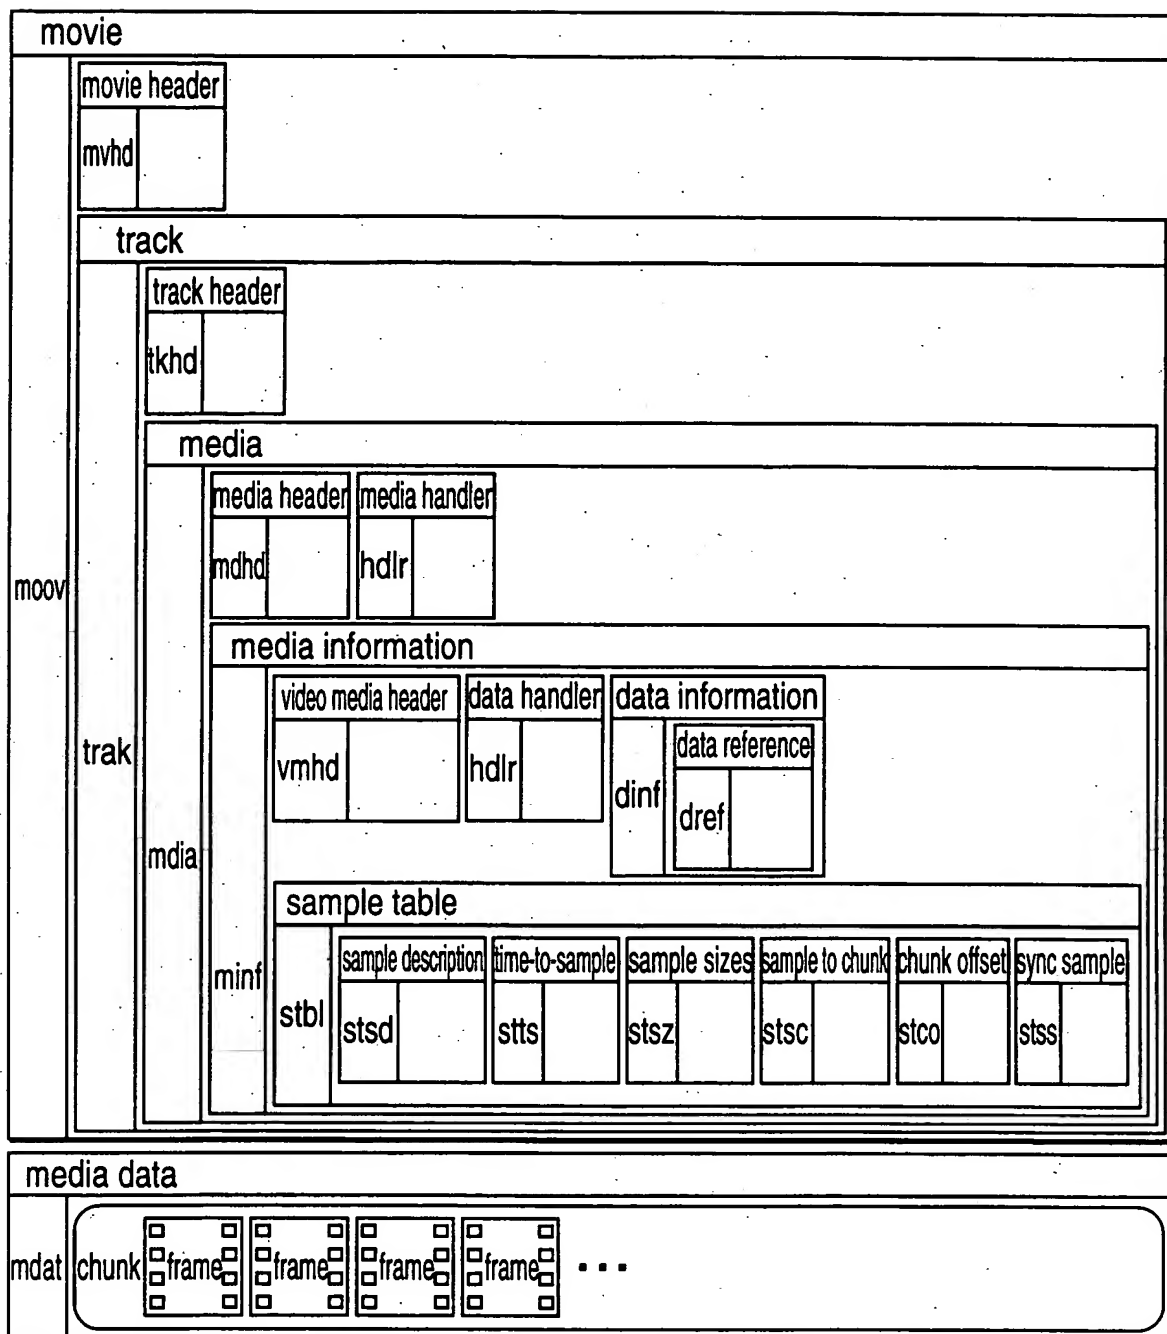 movie
movie header
mvhd
track
track header
tkhd
media
media header media handler
mdhd hdlr
moov
media information
video media header data handler data information
data reference
trak
vmhd hdlr dinf
dref
mdia
sample table
sample description time-to-sample sample sizes sample to chunk chunk offset sync sample
minf
stbl stsd stts stsz stsc stco stss
media data
mdat chunk frame frame frame frame ...